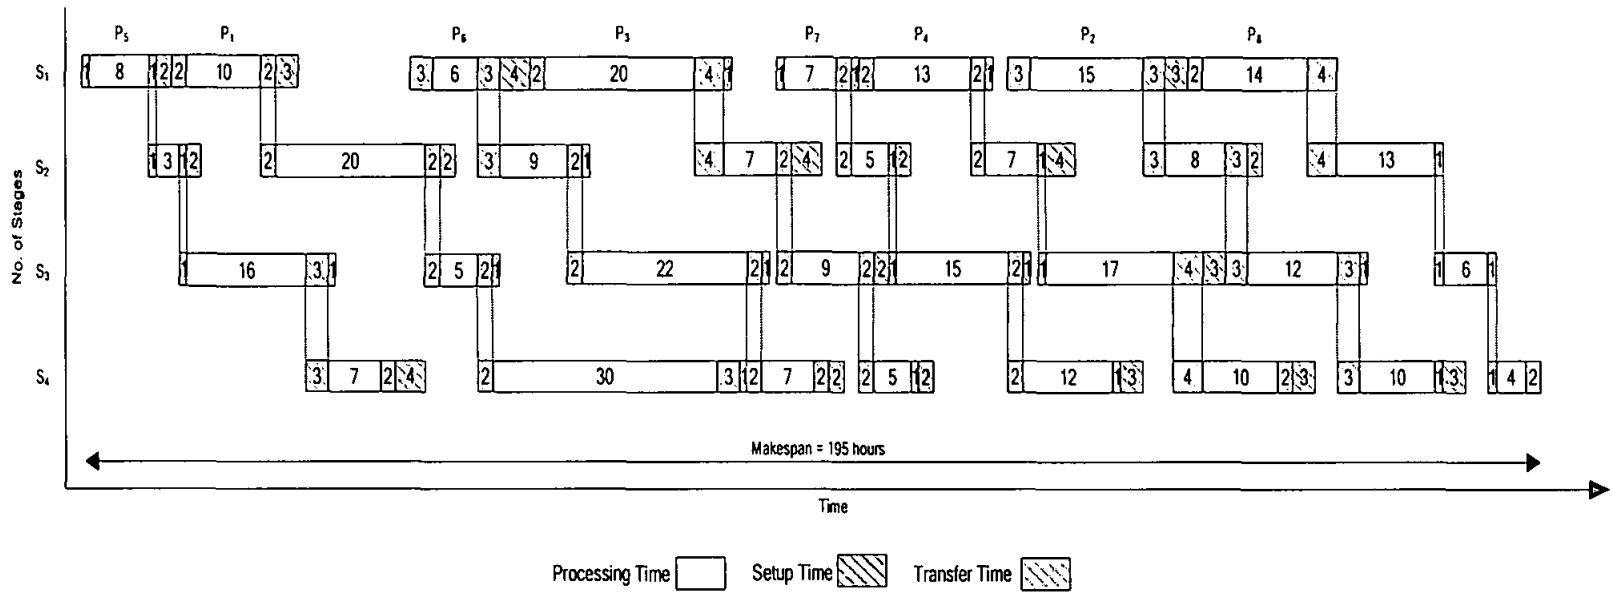 P₅ P₁ P₆ P₃ P₇ P₄ P₂ P₈
S₁ 1 8 1 2 2 10 2 3 3 6 3 4 2 20 4 1 1 7 2 1 2 13 2 1 3 15 3 3 2 14 4
S₂ 1 3 1 2 2 20 2 2 3 9 2 1 4 7 2 4 2 5 1 2 2 7 1 4 3 8 3 2 4 13 1
S₃ 1 16 3 1 2 5 2 1 2 22 2 1 2 9 2 2 1 15 2 1 1 17 4 3 3 12 3 1 1 6 1
S₄ 3 7 2 4 2 30 3 1 2 7 2 2 2 5 1 2 2 12 1 3 4 10 2 3 3 10 1 3 1 4 2
No. of Stages
Makespan = 195 hours
Time
Processing Time Setup Time Transfer Time